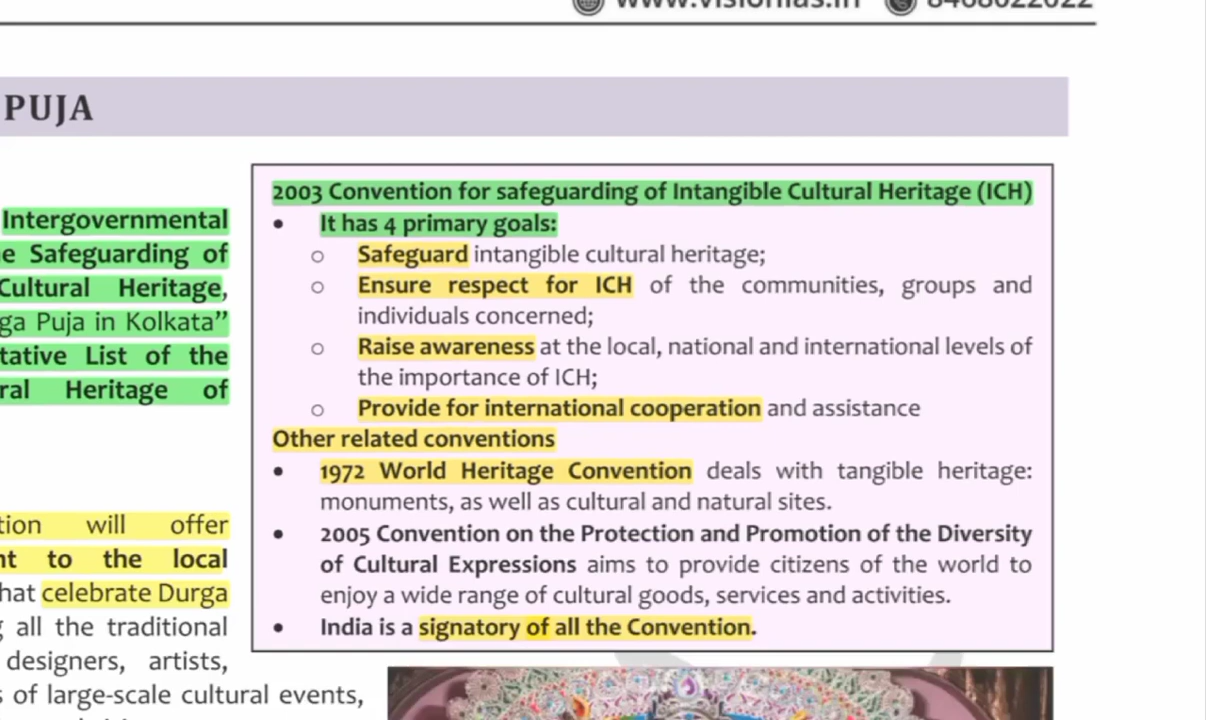 www.visionias.in 8468022022
PUJA
Intergovernmental
Safeguarding of
Cultural Heritage,
Puja in Kolkata”
List of the
Heritage of
will offer
to the local
celebrate Durga
all the traditional
designers, artists,
of large-scale cultural events,
2003 Convention for safeguarding of Intangible Cultural Heritage (ICH)
• It has 4 primary goals:
○ Safeguard intangible cultural heritage;
○ Ensure respect for ICH of the communities, groups and
individuals concerned;
○ Raise awareness at the local, national and international levels of
the importance of ICH;
○ Provide for international cooperation and assistance
Other related conventions
• 1972 World Heritage Convention deals with tangible heritage:
monuments, as well as cultural and natural sites.
• 2005 Convention on the Protection and Promotion of the Diversity
of Cultural Expressions aims to provide citizens of the world to
enjoy a wide range of cultural goods, services and activities.
• India is a signatory of all the Convention.